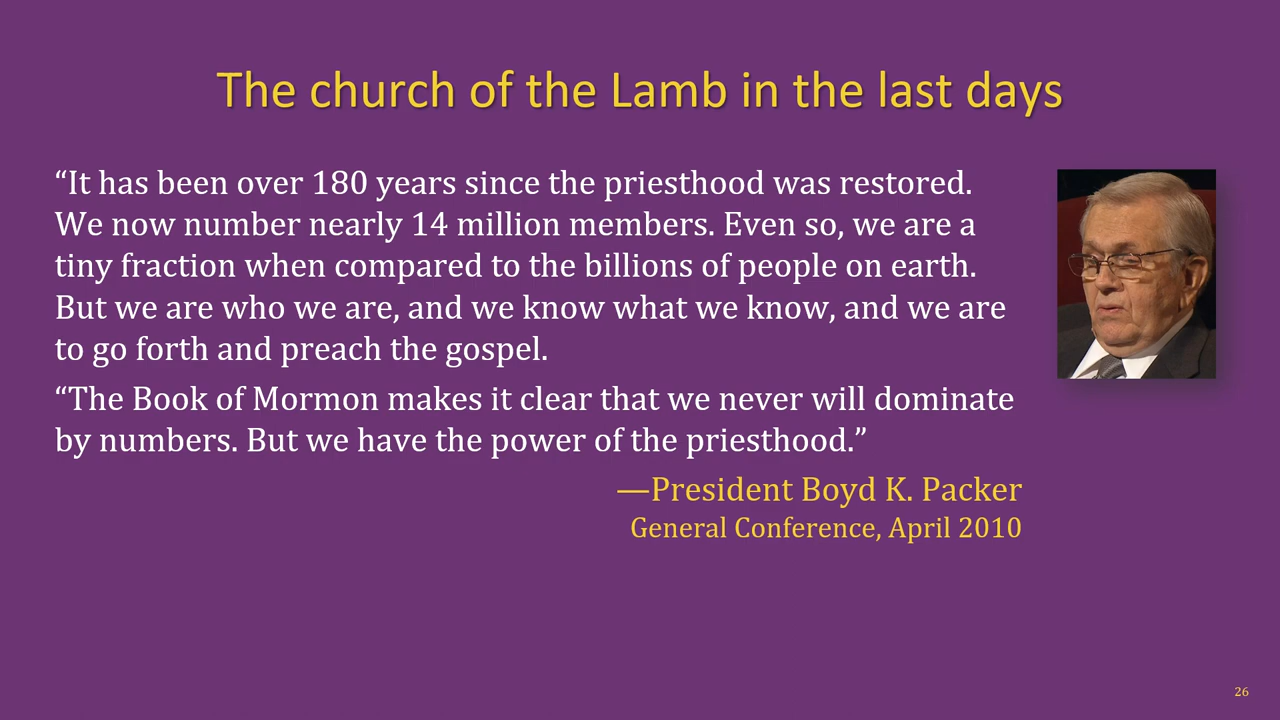 The church of the Lamb in the last days
“It has been over 180 years since the priesthood was restored.
We now number nearly 14 million members. Even so, we are a
tiny fraction when compared to the billions of people on earth.
But we are who we are, and we know what we know, and we are
to go forth and preach the gospel.
“The Book of Mormon makes it clear that we never will dominate
by numbers. But we have the power of the priesthood.”
—President Boyd K. Packer
General Conference, April 2010
26